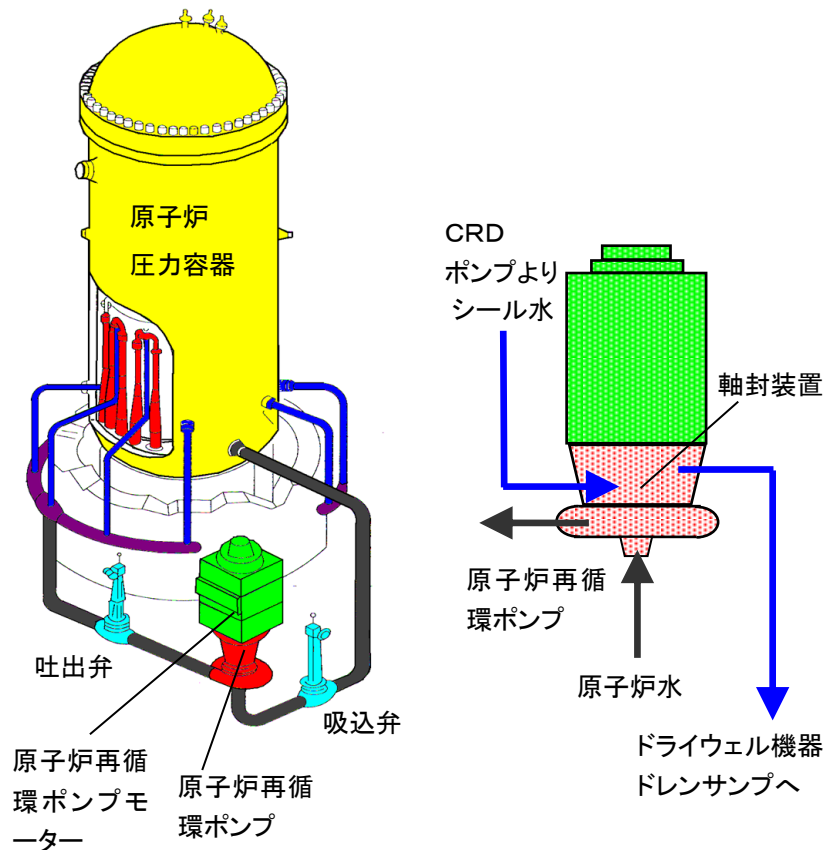 原子炉
圧力容器
吐出弁
吸込弁
原子炉再循
環ポンプモ
ーター
原子炉再循
環ポンプ
CRD
ポンプより
シール水
軸封装置
原子炉再循
環ポンプ
原子炉水
ドライウェル機器
ドレンサンプへ